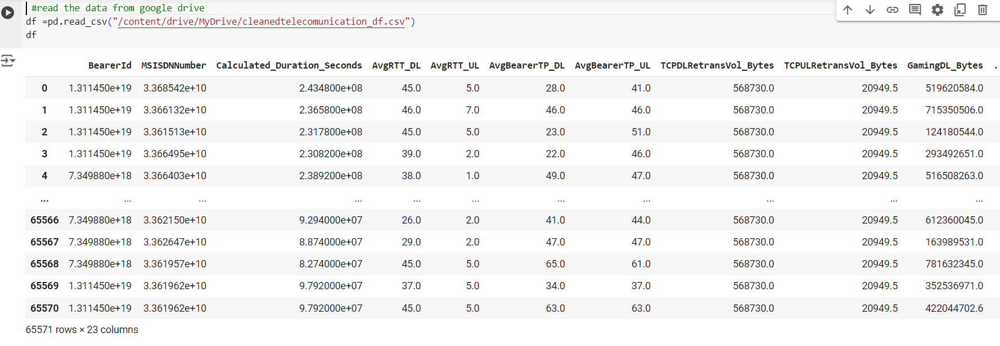 #read the data from google drive
df =pd.read_csv("/content/drive/MyDrive/cleanedtelecomunication_df.csv")
df
BearerId MSISDNNumber Calculated_Duration_Seconds AvgRTT_DL AvgRTT_UL AvgBearerTP_DL AvgBearerTP_UL TCPDLRetransVol_Bytes TCPULRetransVol_Bytes GamingDL_Bytes .
0 1.311450e+19 3.368542e+10 2.434800e+08 45.0 5.0 28.0 41.0 568730.0 20949.5 519620584.0
1 1.311450e+19 3.366132e+10 2.365800e+08 46.0 7.0 46.0 46.0 568730.0 20949.5 715350506.0
2 1.311450e+19 3.361513e+10 2.317800e+08 45.0 5.0 23.0 51.0 568730.0 20949.5 124180544.0
3 1.311450e+19 3.366495e+10 2.308200e+08 39.0 2.0 22.0 46.0 568730.0 20949.5 293492651.0
4 7.349880e+18 3.366403e+10 2.389200e+08 38.0 1.0 49.0 47.0 568730.0 20949.5 516508263.0
... ... ... ... ... ... ... ... ... ... ...
65566 7.349880e+18 3.362150e+10 9.294000e+07 26.0 2.0 41.0 44.0 568730.0 20949.5 612360045.0
65567 7.349880e+18 3.362647e+10 8.874000e+07 29.0 2.0 47.0 47.0 568730.0 20949.5 163989531.0
65568 7.349880e+18 3.361957e+10 8.274000e+07 45.0 5.0 65.0 61.0 568730.0 20949.5 781632345.0
65569 1.311450e+19 3.361962e+10 9.792000e+07 37.0 5.0 34.0 37.0 568730.0 20949.5 352536971.0
65570 1.311450e+19 3.361962e+10 9.792000e+07 45.0 5.0 63.0 63.0 568730.0 20949.5 422044702.6
65571 rows × 23 columns